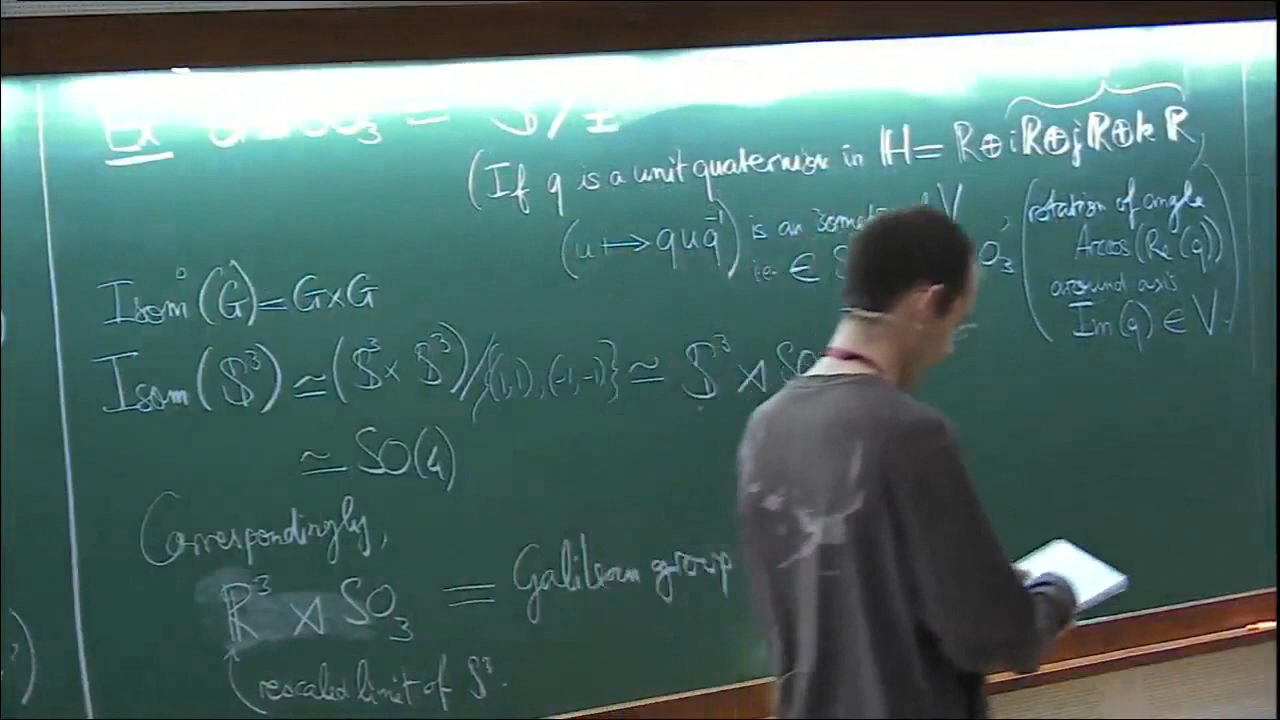 Ex G = SO₃ = S³/±
(If q is a unit quaternion in ℍ = ℝ⊕iℝ⊕jℝ⊕kℝ,
(u ↦ quq⁻¹) is an of V,
i.e. ∈ O₃
(rotation of angle
Arccos(Re(q))
around axis
Im(q) ∈ V.)
Isom°(G) = G×G
Isom(S³) ≃ (S³×S³)/{(1,1),(-1,-1)} ≃ S³ ⋊ SO
≃ SO(4)
Correspondingly,
ℝ³ ⋊ SO₃ = Galilean group
(rescaled limit of S³.